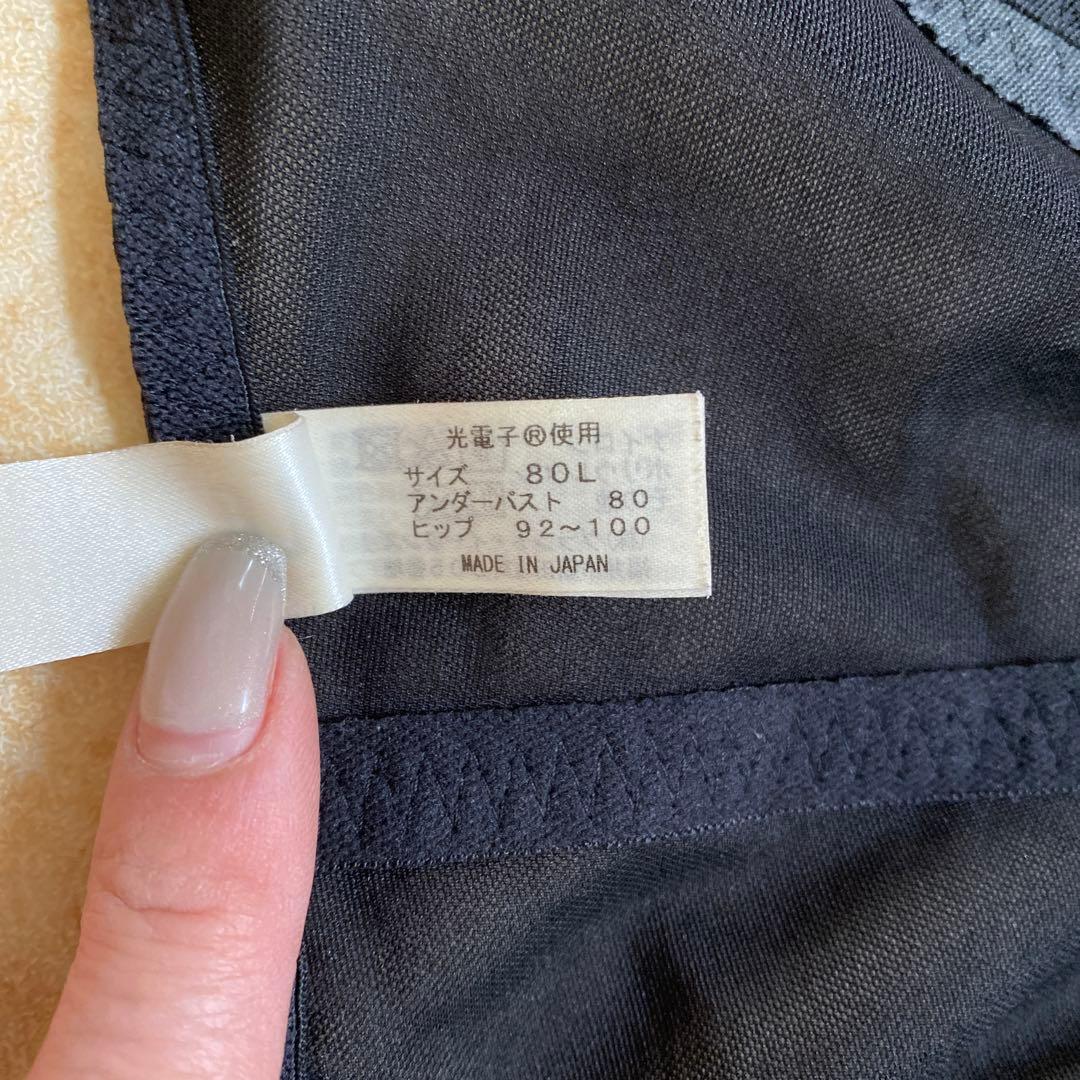 光電子®使用
サイズ 80L
アンダーバスト 80
ヒップ 92～100
MADE IN JAPAN